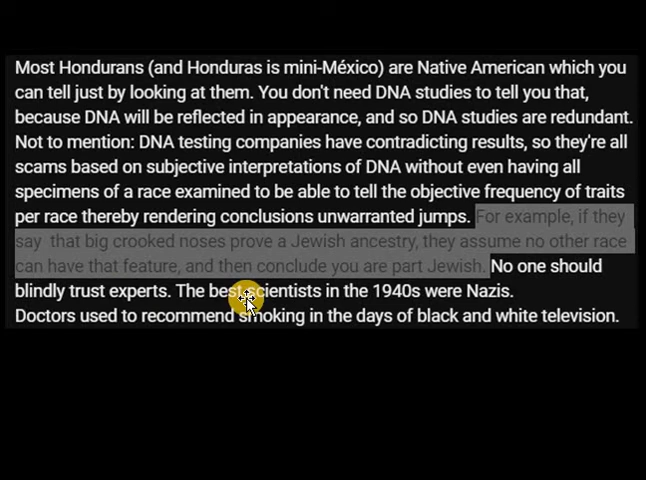 Most Hondurans (and Honduras is mini-México) are Native American which you
can tell just by looking at them. You don't need DNA studies to tell you that,
because DNA will be reflected in appearance, and so DNA studies are redundant.
Not to mention: DNA testing companies have contradicting results, so they're all
scams based on subjective interpretations of DNA without even having all
specimens of a race examined to be able to tell the objective frequency of traits
per race thereby rendering conclusions unwarranted jumps. For example, if they
say that big crooked noses prove a Jewish ancestry, they assume no other race
can have that feature, and then conclude you are part Jewish. No one should
blindly trust experts. The best scientists in the 1940s were Nazis.
Doctors used to recommend smoking in the days of black and white television.